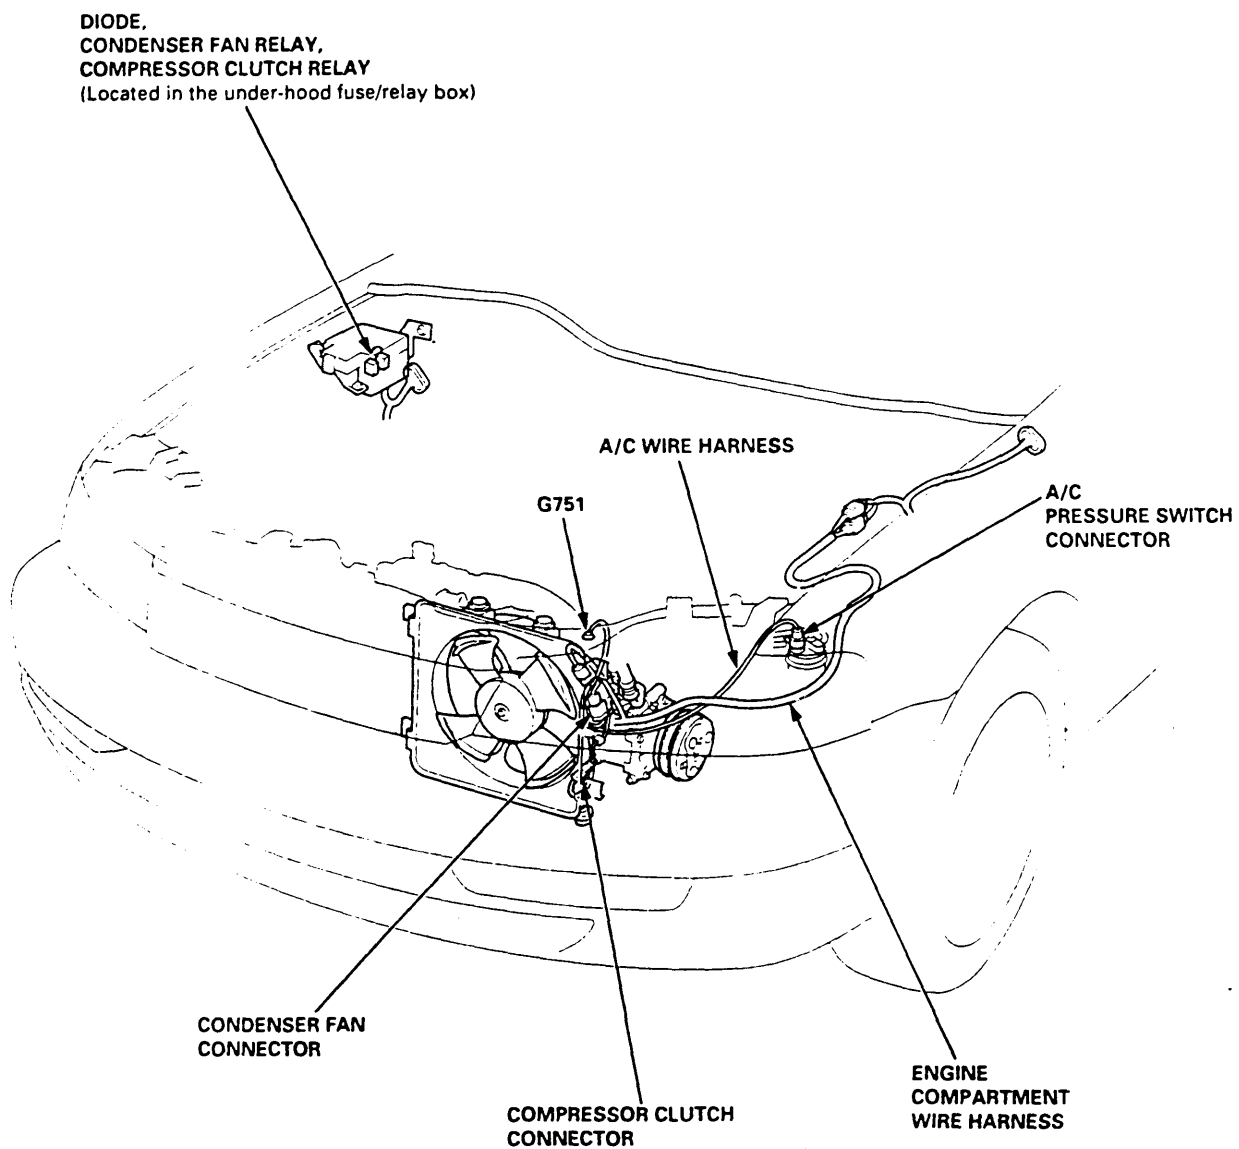 DIODE,
CONDENSER FAN RELAY,
COMPRESSOR CLUTCH RELAY
(Located in the under-hood fuse/relay box)
A/C WIRE HARNESS
G751
A/C
PRESSURE SWITCH
CONNECTOR
CONDENSER FAN
CONNECTOR
COMPRESSOR CLUTCH
CONNECTOR
ENGINE
COMPARTMENT
WIRE HARNESS